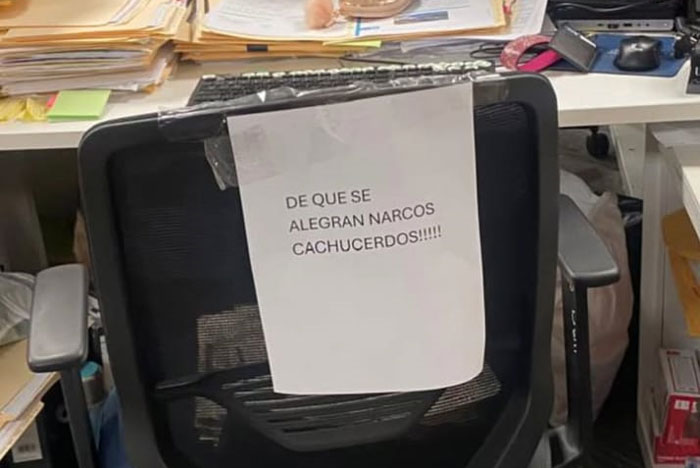 DE QUE SE
ALEGRAN NARCOS
CACHUCERDOS!!!!!